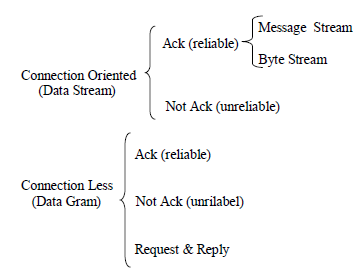 Message Stream
Ack (reliable)
Byte Stream
Connection Oriented
(Data Stream)
Not Ack (unreliable)
Ack (reliable)
Connection Less
(Data Gram)
Not Ack (unrilabel)
Request & Reply